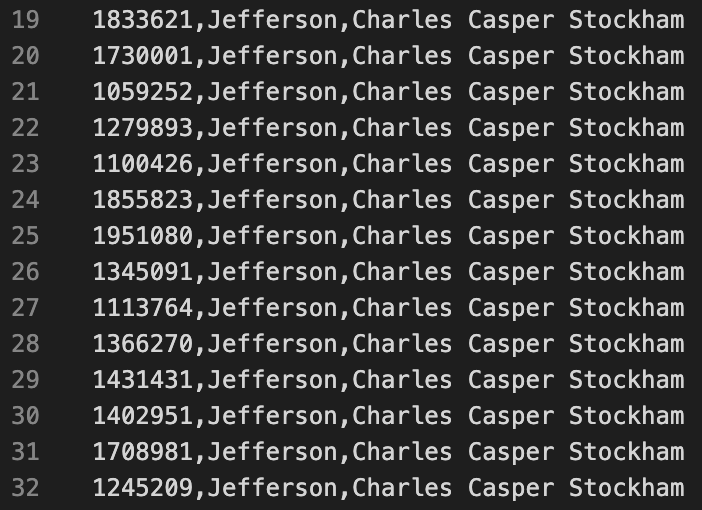 19 1833621,Jefferson,Charles Casper Stockham
20 1730001,Jefferson,Charles Casper Stockham
21 1059252,Jefferson,Charles Casper Stockham
22 1279893,Jefferson,Charles Casper Stockham
23 1100426,Jefferson,Charles Casper Stockham
24 1855823,Jefferson,Charles Casper Stockham
25 1951080,Jefferson,Charles Casper Stockham
26 1345091,Jefferson,Charles Casper Stockham
27 1113764,Jefferson,Charles Casper Stockham
28 1366270,Jefferson,Charles Casper Stockham
29 1431431,Jefferson,Charles Casper Stockham
30 1402951,Jefferson,Charles Casper Stockham
31 1708981,Jefferson,Charles Casper Stockham
32 1245209,Jefferson,Charles Casper Stockham